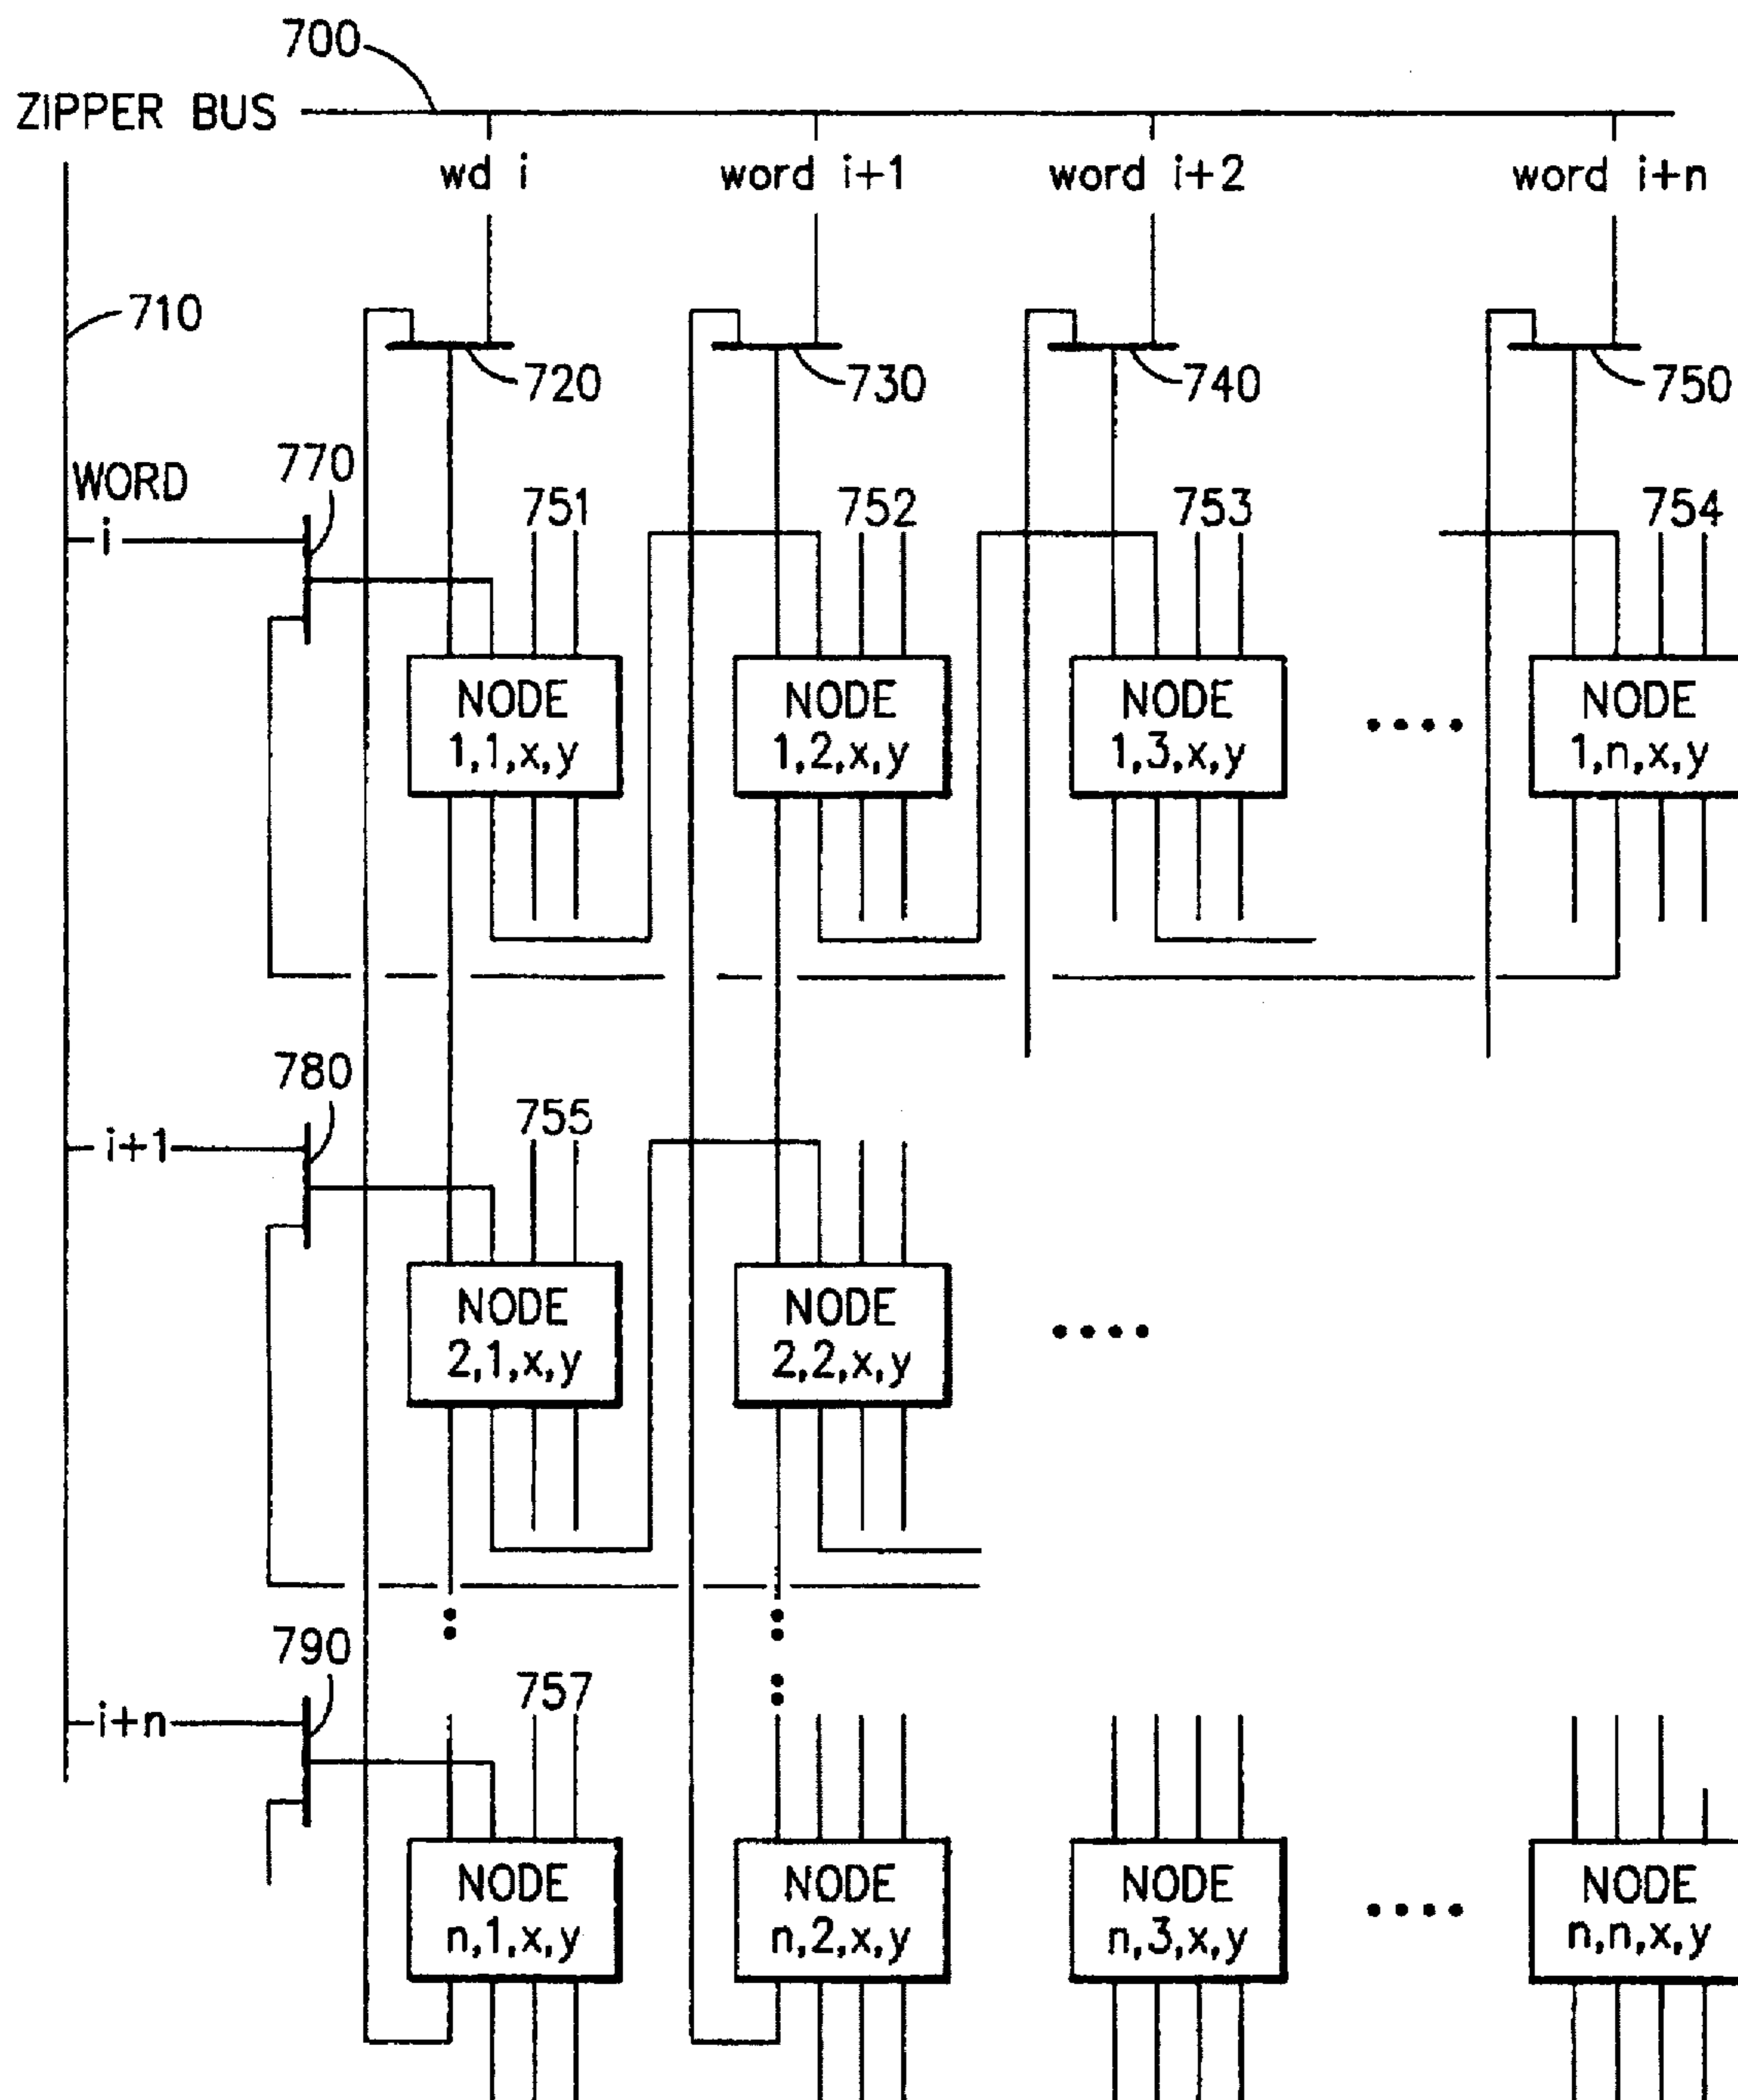 700
ZIPPER BUS
wd i
word i+1
word i+2
word i+n
710
720
730
740
750
WORD
770
i
751
752
753
754
NODE
1,1,x,y
NODE
1,2,x,y
NODE
1,3,x,y
NODE
1,n,x,y
780
755
i+1
NODE
2,1,x,y
NODE
2,2,x,y
790
757
i+n
NODE
n,1,x,y
NODE
n,2,x,y
NODE
n,3,x,y
NODE
n,n,x,y